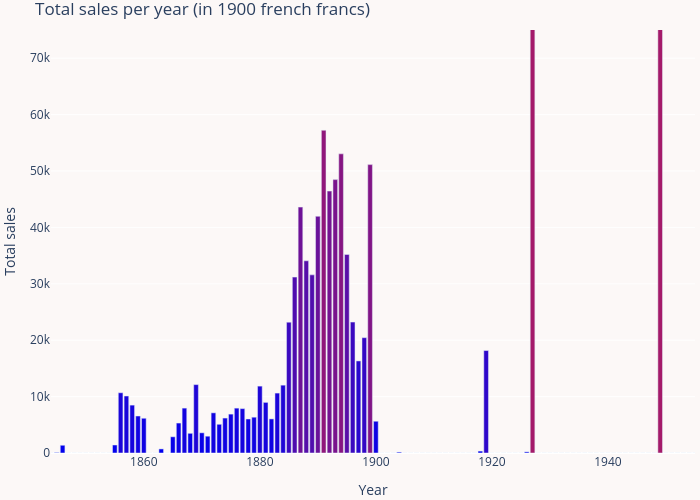 Total sales per year (in 1900 french francs)
Total sales
70k
60k
50k
40k
30k
20k
10k
0
1860 1880 1900 1920 1940
Year